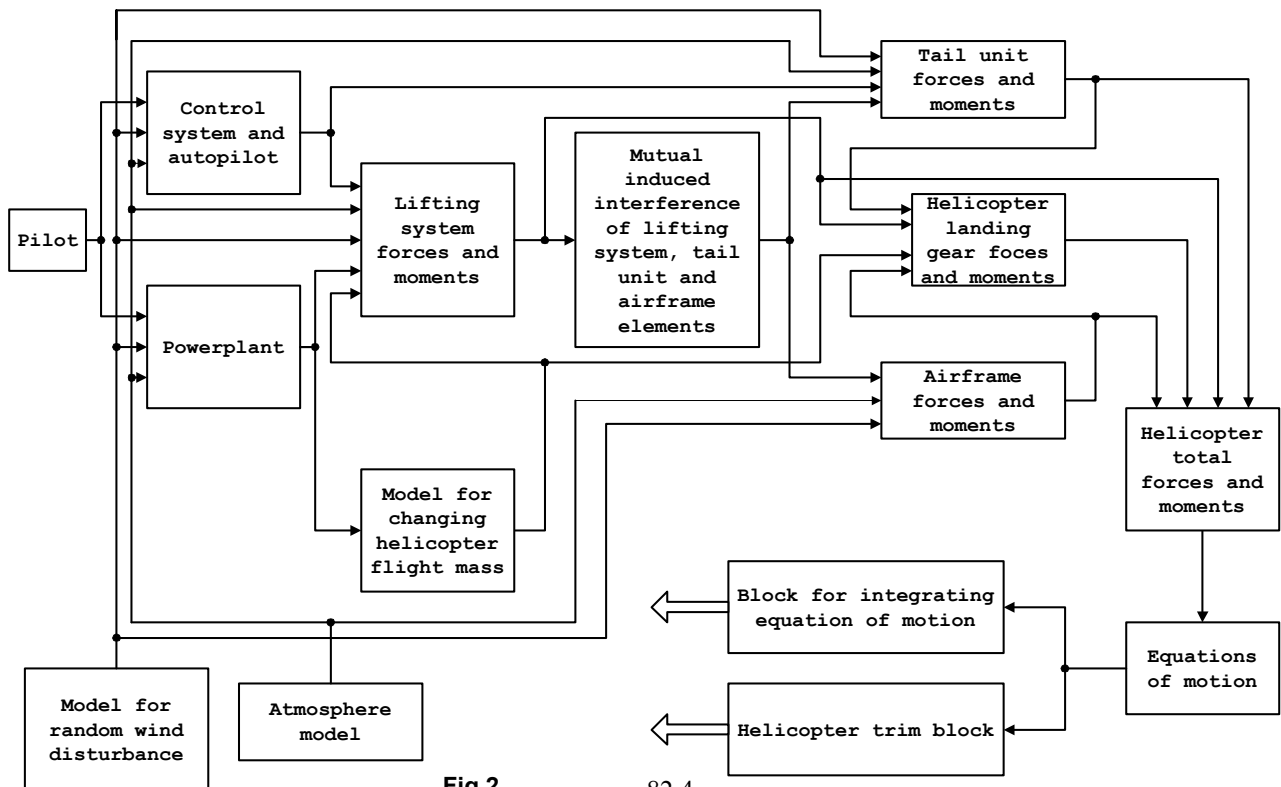 Tail unit
forces and
moments
Control
system and
autopilot
Mutual
induced
interference
of lifting
system, tail
unit and
airframe
elements
Lifting
system
forces and
moments
Helicopter
landing
gear foces
and moments
Pilot
Powerplant
Airframe
forces and
moments
Helicopter
total
forces and
moments
Model for
changing
helicopter
flight mass
Block for integrating
equation of motion
Equations
of motion
Model for
random wind
disturbance
Atmosphere
model
Helicopter trim block
Fig.2
82.4